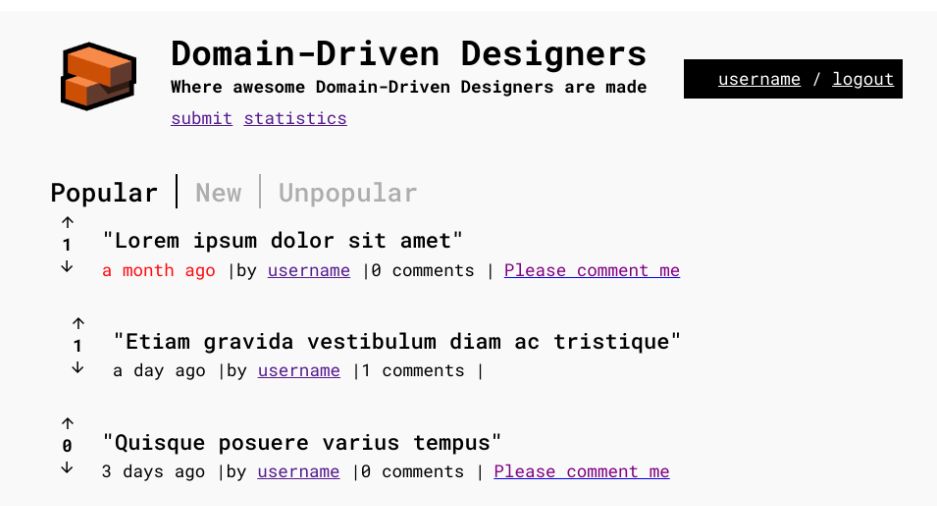 Domain-Driven Designers
Where awesome Domain-Driven Designers are made
username / logout
submit statistics
Popular | New | Unpopular
↑
1
↓
"Lorem ipsum dolor sit amet"
a month ago |by username |0 comments | Please comment me
↑
1
↓
"Etiam gravida vestibulum diam ac tristique"
a day ago |by username |1 comments |
↑
0
↓
"Quisque posuere varius tempus"
3 days ago |by username |0 comments | Please comment me